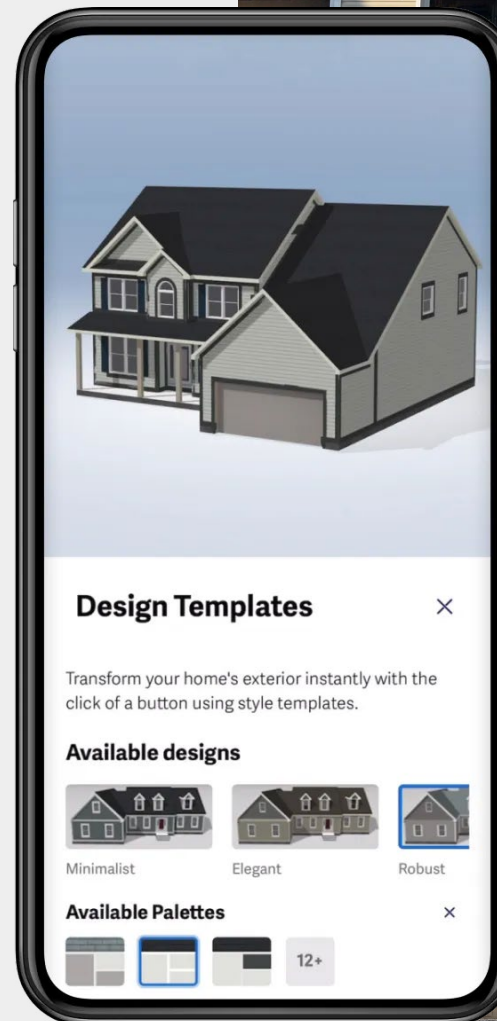 Design Templates
Transform your home's exterior instantly with the
click of a button using style templates.
Available designs
Minimalist
Elegant
Robust
Available Palettes
12+